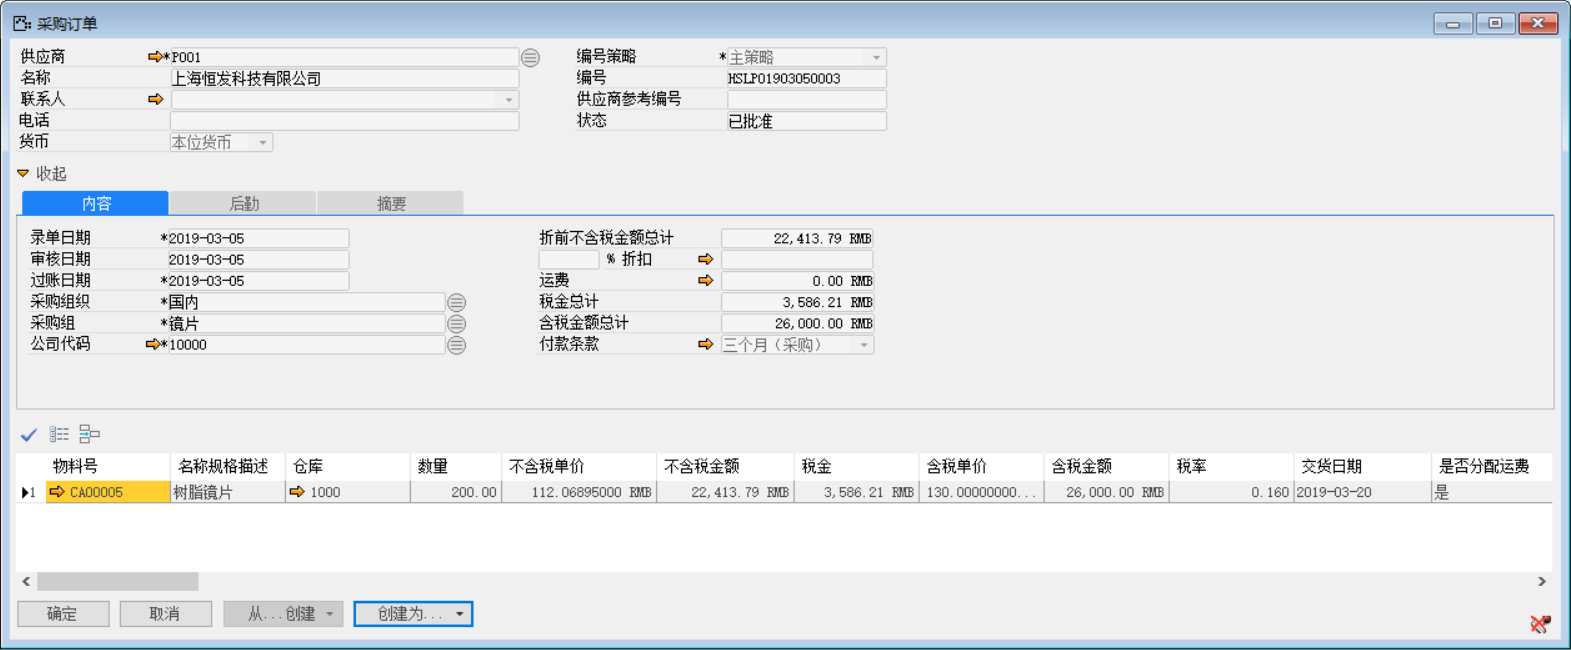 采购订单
供应商 *P001 编号策略 *主策略
名称 上海恒发科技有限公司 编号 HSLP01903050003
联系人 供应商参考编号
电话 状态 已批准
货币 本位货币
收起
内容 后勤 摘要
录单日期 *2019-03-05 折前不含税金额总计 22,413.79 RMB
审核日期 2019-03-05 % 折扣
过账日期 *2019-03-05 运费 0.00 RMB
采购组织 *国内 税金总计 3,586.21 RMB
采购组 *镜片 含税金额总计 26,000.00 RMB
公司代码 *10000 付款条款 三个月（采购）
物料号 名称规格描述 仓库 数量 不含税单价 不含税金额 税金 含税单价 含税金额 税率 交货日期 是否分配运费
1 CA00005 树脂镜片 1000 200.00 112.06895000 RMB 22,413.79 RMB 3,586.21 RMB 130.00000000... 26,000.00 RMB 0.160 2019-03-20 是
确定 取消 从...创建 创建为...